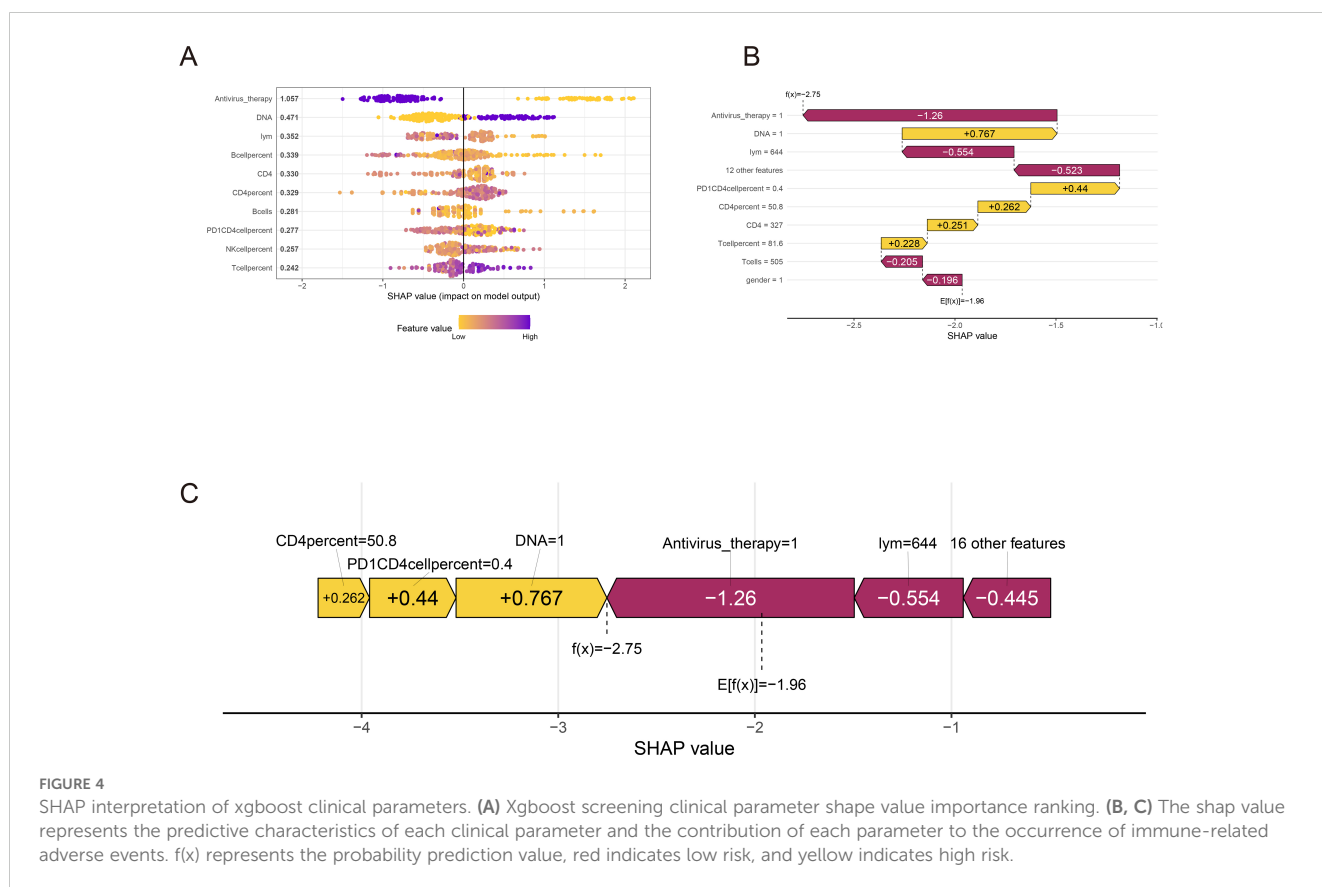 A
Antivirus_therapy 1.057
DNA 0.471
lym 0.352
Bcellpercent 0.339
CD4 0.330
CD4percent 0.329
Bcells 0.281
PD1CD4cellpercent 0.277
NKcellpercent 0.257
Tcellpercent 0.242
−2 −1 0 1 2
SHAP value (impact on model output)
Feature value
Low High
B
f(x)=−2.75
Antivirus_therapy = 1 −1.26
DNA = 1 +0.767
lym = 644 −0.554
12 other features −0.523
PD1CD4cellpercent = 0.4 +0.44
CD4percent = 50.8 +0.262
CD4 = 327 +0.251
Tcellpercent = 81.6 +0.228
Tcells = 505 −0.205
gender = 1 −0.196
E[f(x)]=−1.96
−2.5 −2.0 −1.5 −1.0
SHAP value
C
CD4percent=50.8 DNA=1 Antivirus_therapy=1 lym=644 16 other features
PD1CD4cellpercent=0.4
+0.262 +0.44 +0.767 −1.26 −0.554 −0.445
f(x)=−2.75
E[f(x)]=−1.96
−4 −3 −2 −1
SHAP value
FIGURE 4
SHAP interpretation of xgboost clinical parameters. (A) Xgboost screening clinical parameter shape value importance ranking. (B, C) The shap value
represents the predictive characteristics of each clinical parameter and the contribution of each parameter to the occurrence of immune-related
adverse events. f(x) represents the probability prediction value, red indicates low risk, and yellow indicates high risk.